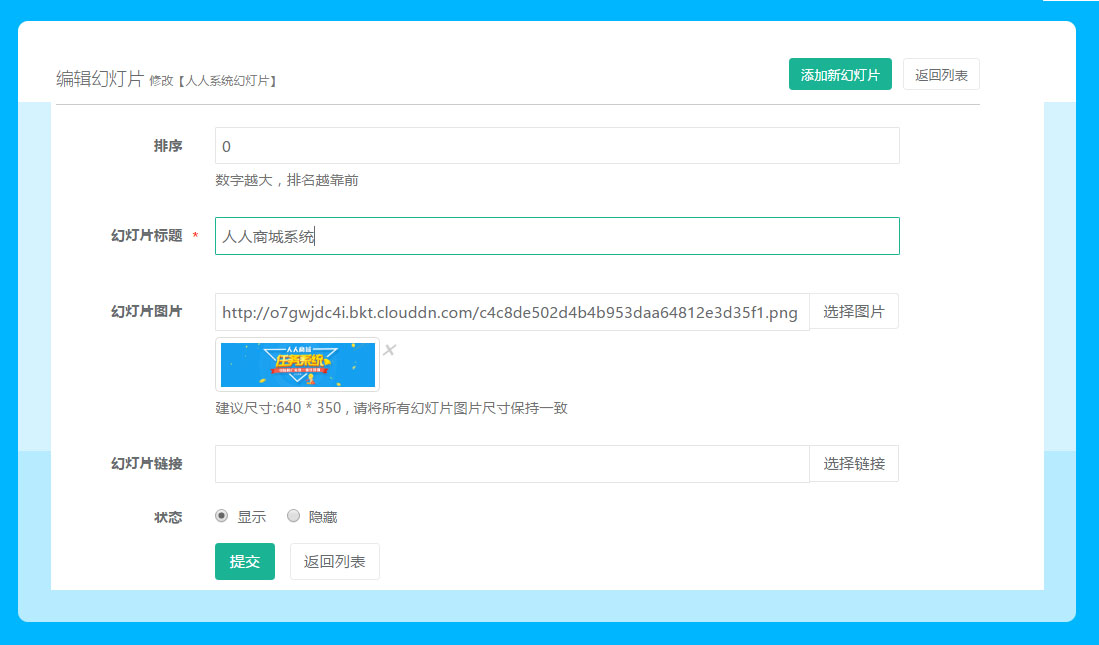 编辑幻灯片 修改【人人系统幻灯片】 添加新幻灯片 返回列表
排序 0
数字越大，排名越靠前
幻灯片标题 * 人人商城系统
幻灯片图片 http://o7gwjdc4i.bkt.clouddn.com/c4c8de502d4b4b953daa64812e3d35f1.png 选择图片
人人商城
任务系统
建议尺寸:640 * 350 , 请将所有幻灯片图片尺寸保持一致
幻灯片链接 选择链接
状态 显示 隐藏
提交 返回列表